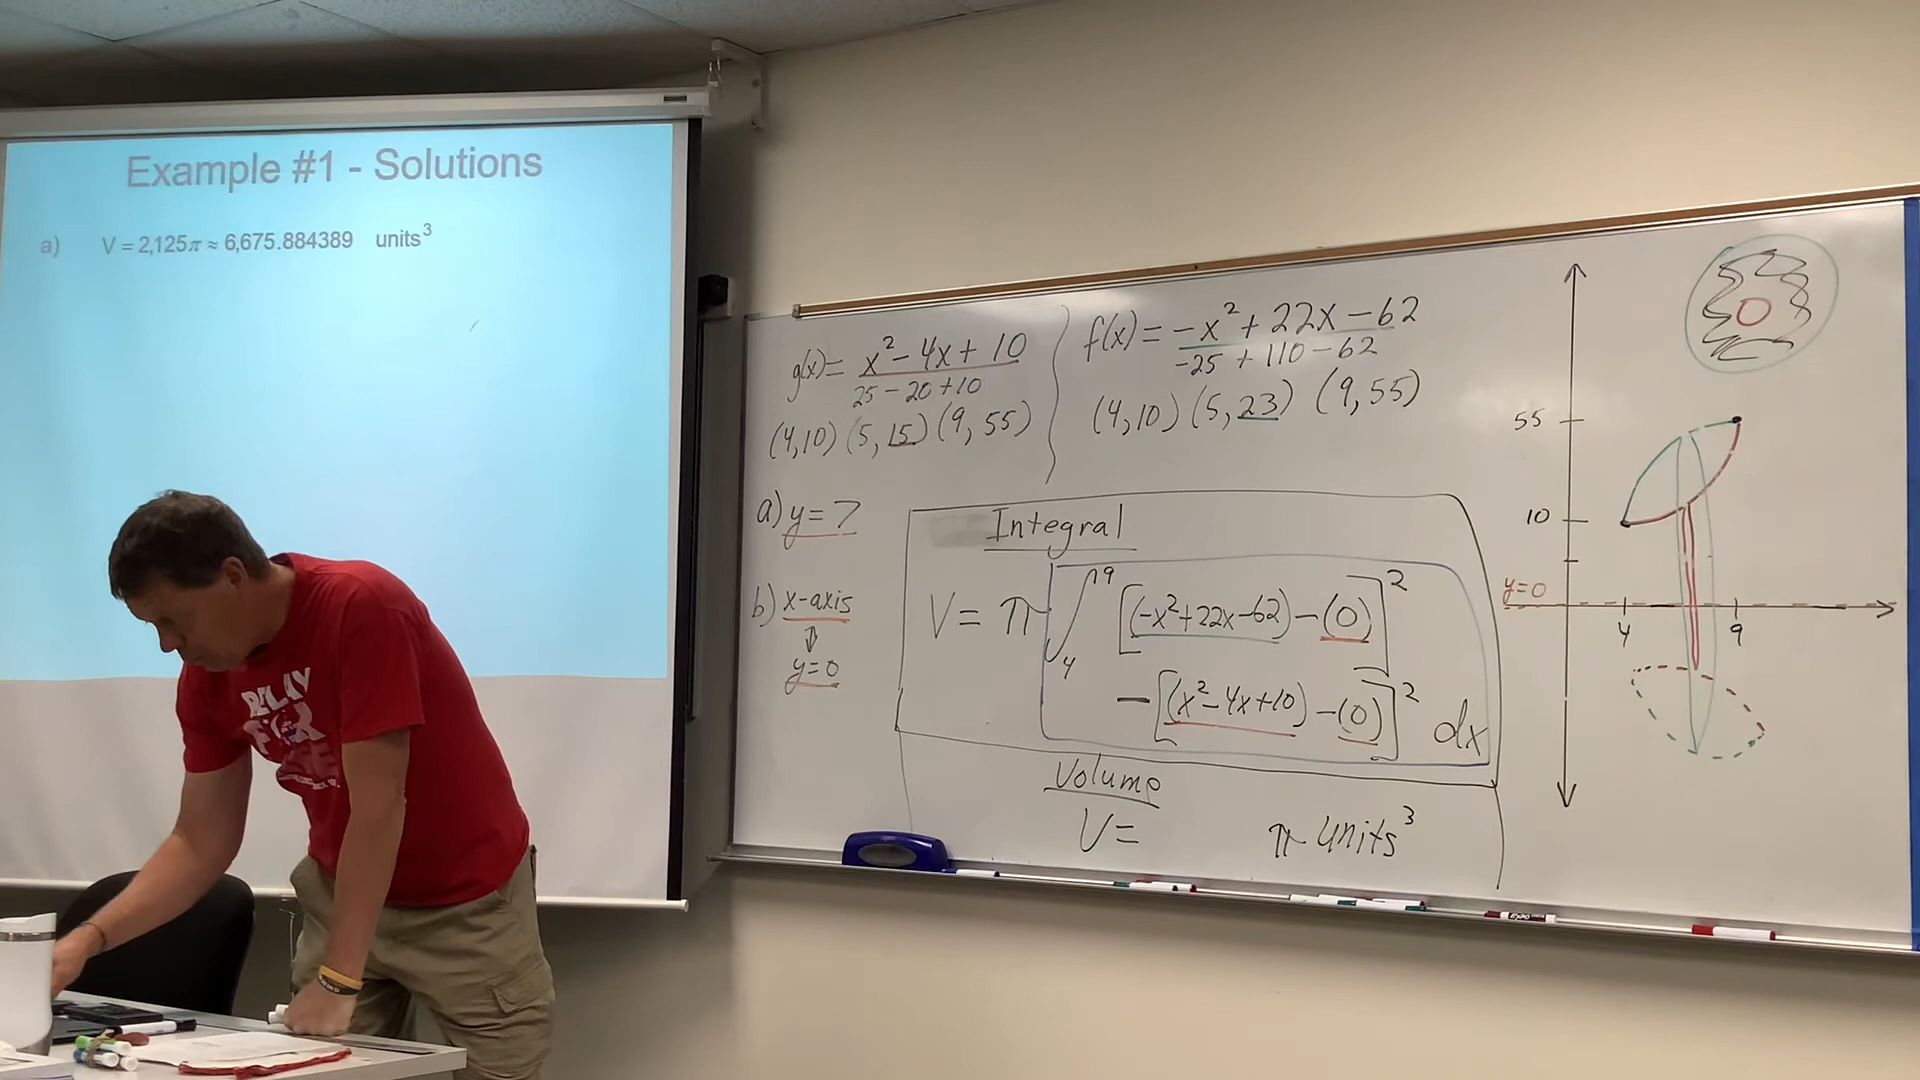 Example #1 - Solutions
a) V = 2,125π ≈ 6,675.884389 units³
g(x) = x² - 4x + 10
25 - 20 + 10
(4,10) (5,15) (9,55)
f(x) = -x² + 22x - 62
-25 + 110 - 62
(4,10) (5,23) (9,55)
a) y = 7
b) x-axis
⇕
y=0
Integral
V = π ∫₄⁹ [(-x²+22x-62) - (0)]²
- [(x²-4x+10) - (0)]² dx
Volume
V = π units³
55
10
y=0
4 9
RELAY
EXPO